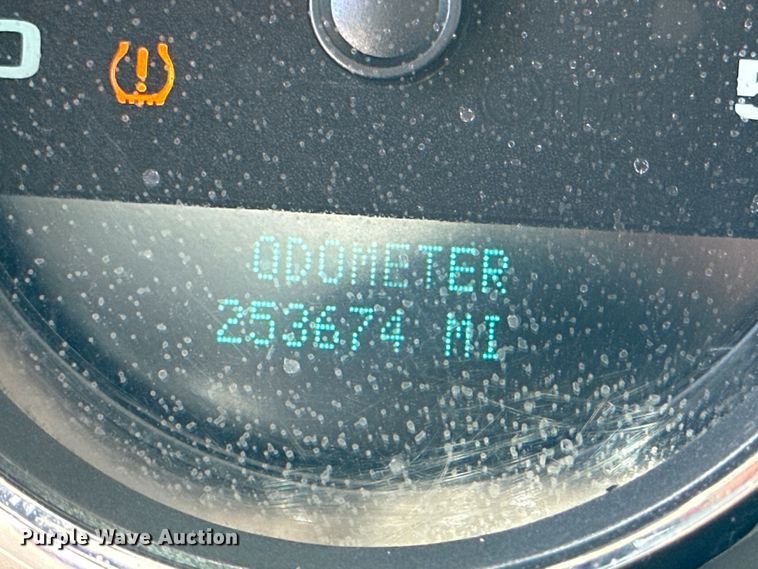 ODOMETER
253674 MI
Purple Wave Auction